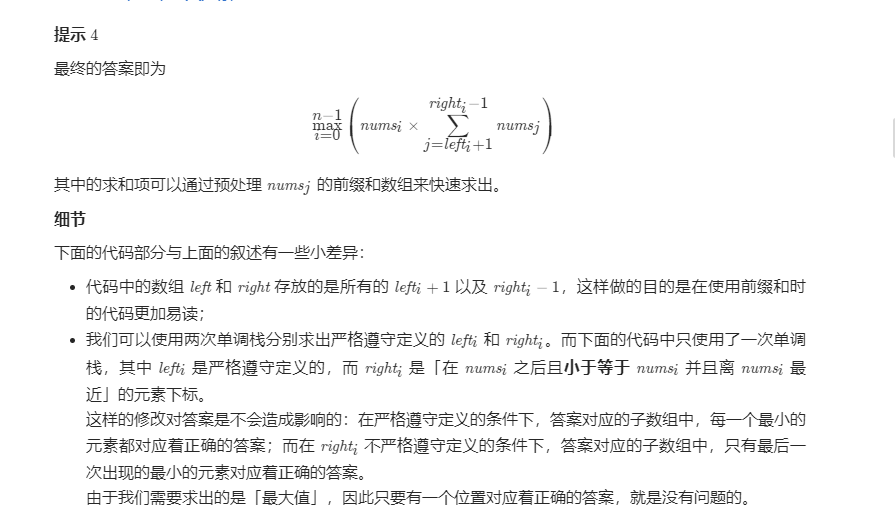 提示 4
最终的答案即为
n−1
max
i=0
( nums_i × ∑_{j=left_i+1}^{right_i−1} nums_j )
其中的求和项可以通过预处理 nums_j 的前缀和数组来快速求出。
细节
下面的代码部分与上面的叙述有一些小差异：
• 代码中的数组 left 和 right 存放的是所有的 left_i + 1 以及 right_i − 1，这样做的目的是在使用前缀和时
的代码更加易读；
• 我们可以使用两次单调栈分别求出严格遵守定义的 left_i 和 right_i。而下面的代码中只使用了一次单调
栈，其中 left_i 是严格遵守定义的，而 right_i 是「在 nums_i 之后且小于等于 nums_i 并且离 nums_i 最
近」的元素下标。
这样的修改对答案是不会造成影响的：在严格遵守定义的条件下，答案对应的子数组中，每一个最小的
元素都对应着正确的答案；而在 right_i 不严格遵守定义的条件下，答案对应的子数组中，只有最后一
次出现的最小的元素对应着正确的答案。
由于我们需要求出的是「最大值」，因此只要有一个位置对应着正确的答案，就是没有问题的。